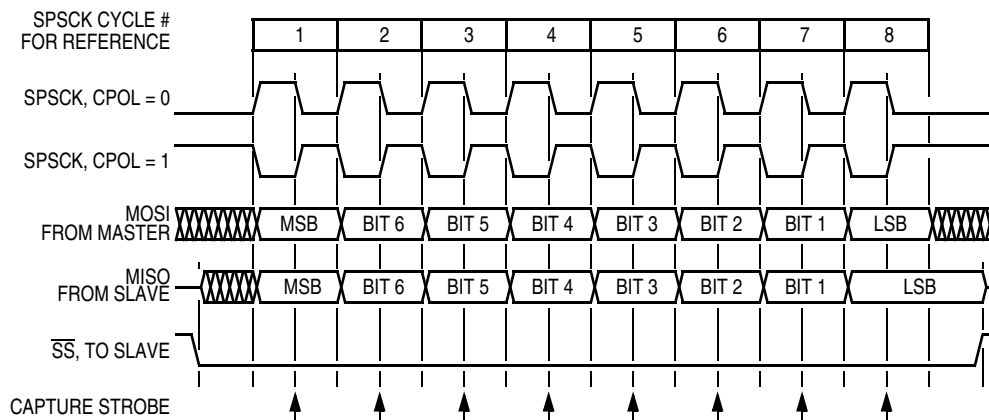 SPSCK CYCLE #
FOR REFERENCE
1 2 3 4 5 6 7 8
SPSCK, CPOL = 0
SPSCK, CPOL = 1
MOSI
FROM MASTER
MSB BIT 6 BIT 5 BIT 4 BIT 3 BIT 2 BIT 1 LSB
MISO
FROM SLAVE
MSB BIT 6 BIT 5 BIT 4 BIT 3 BIT 2 BIT 1 LSB
SS, TO SLAVE
CAPTURE STROBE